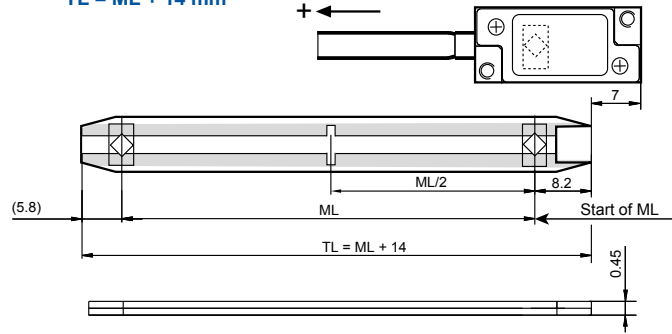 TL = ML + 14 mm
+
7
ML/2
8.2
(5.8)
ML
Start of ML
TL = ML + 14
0.45